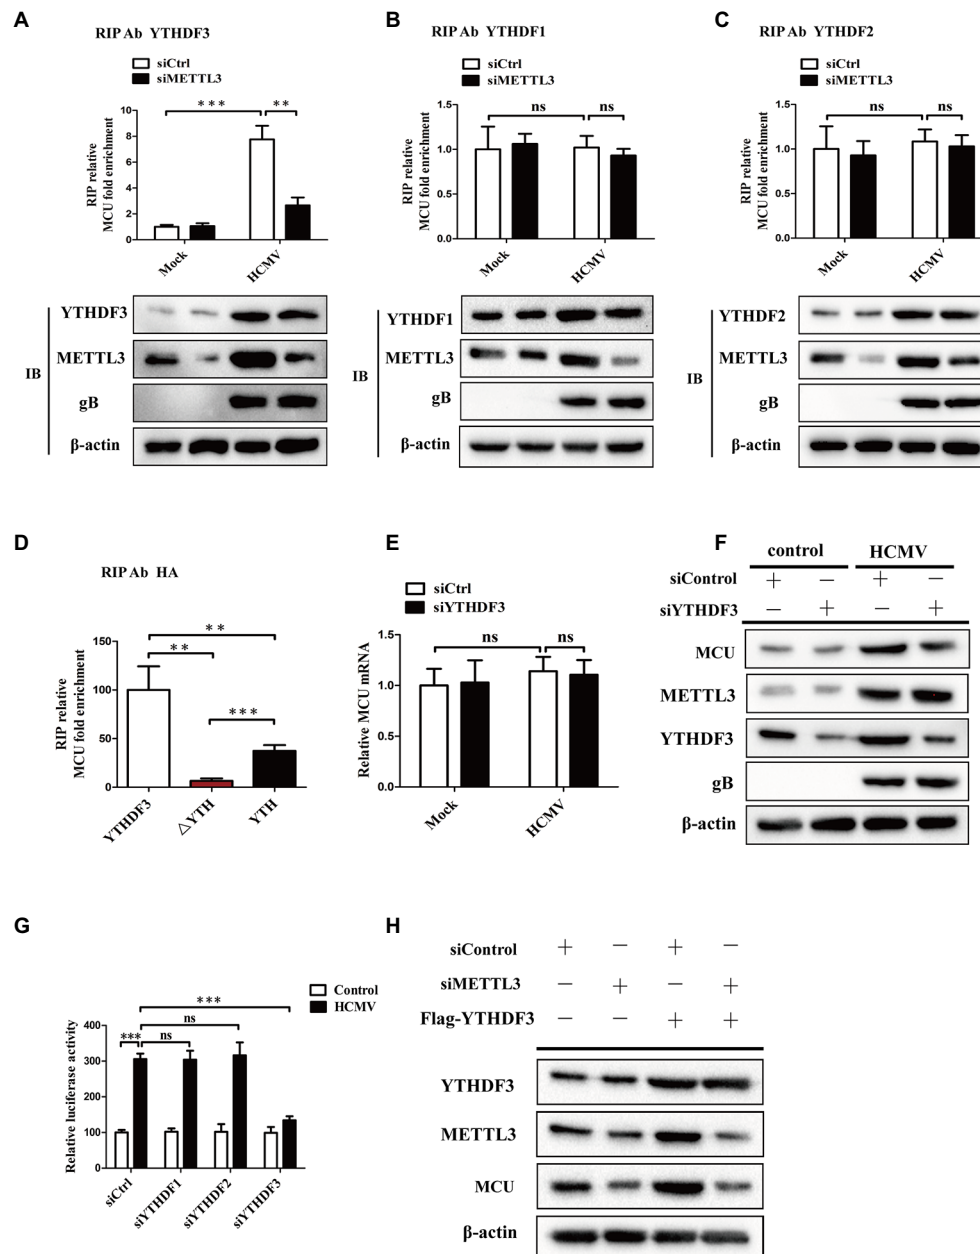 A
RIP Ab YTHDF3
siCtrl
siMETTL3
***
**
RIP relative
MCU fold enrichment
10
8
6
4
2
0
Mock
HCMV
IB
YTHDF3
METTL3
gB
β-actin
B
RIP Ab YTHDF1
siCtrl
siMETTL3
ns
ns
RIP relative
MCU fold enrichment
1.5
1.0
0.5
0.0
Mock
HCMV
IB
YTHDF1
METTL3
gB
β-actin
C
RIP Ab YTHDF2
siCtrl
siMETTL3
ns
ns
RIP relative
MCU fold enrichment
1.5
1.0
0.5
0.0
Mock
HCMV
IB
YTHDF2
METTL3
gB
β-actin
D
RIP Ab HA
**
**
***
RIP relative
MCU fold enrichment
150
100
50
0
YTHDF3
△YTH
YTH
E
siCtrl
siYTHDF3
ns
ns
Relative MCU mRNA
1.5
1.0
0.5
0.0
Mock
HCMV
F
control HCMV
siControl + − + −
siYTHDF3 − + − +
MCU
METTL3
YTHDF3
gB
β-actin
G
Control
HCMV
***
ns
*** ns
Relative luciferase activity
400
300
200
100
0
siCtrl
siYTHDF1
siYTHDF2
siYTHDF3
H
siControl + − + −
siMETTL3 − + − +
Flag-YTHDF3 − − + +
YTHDF3
METTL3
MCU
β-actin